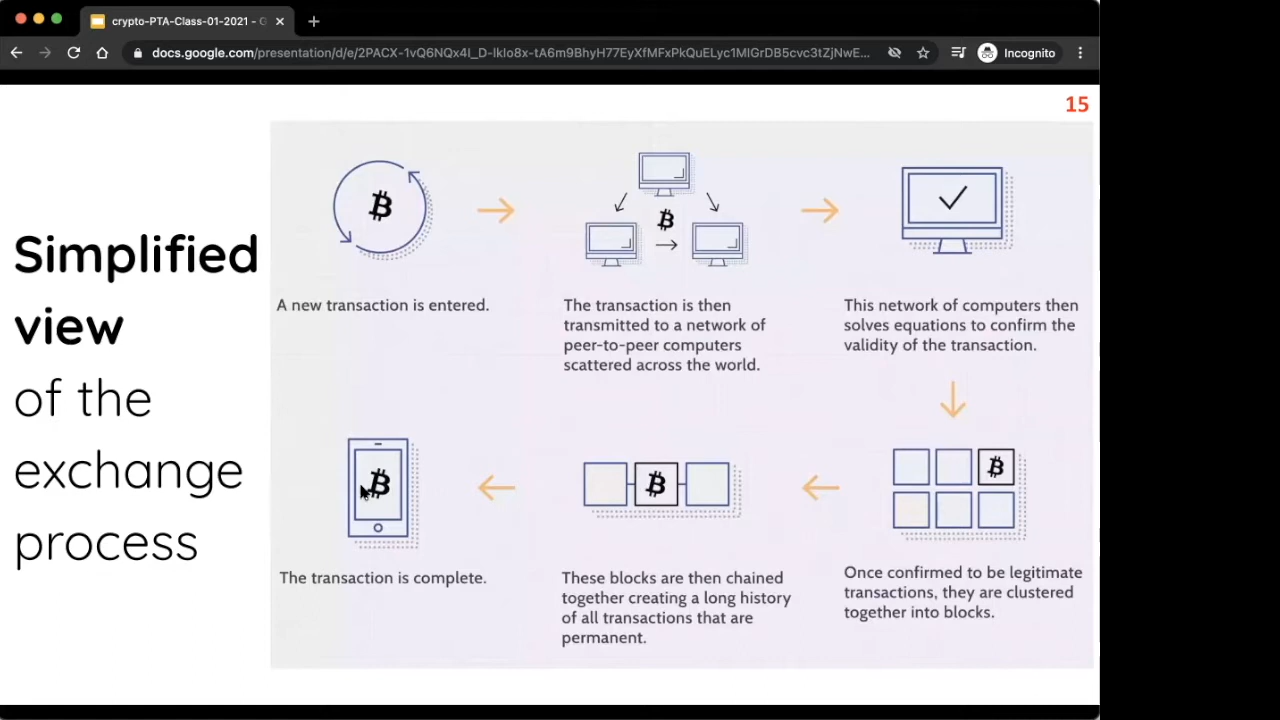 crypto-PTA-Class-01-2021 - G
docs.google.com/presentation/d/e/2PACX-1vQ6NQx4I_D-lkIo8x-tA6m9BhyH77EyXfMFxPkQuELyc1MIGrDB5cvc3tZjNwE...
Incognito
15
Simplified
view
of the
exchange
process
A new transaction is entered.
The transaction is then
transmitted to a network of
peer-to-peer computers
scattered across the world.
This network of computers then
solves equations to confirm the
validity of the transaction.
Once confirmed to be legitimate
transactions, they are clustered
together into blocks.
These blocks are then chained
together creating a long history
of all transactions that are
permanent.
The transaction is complete.